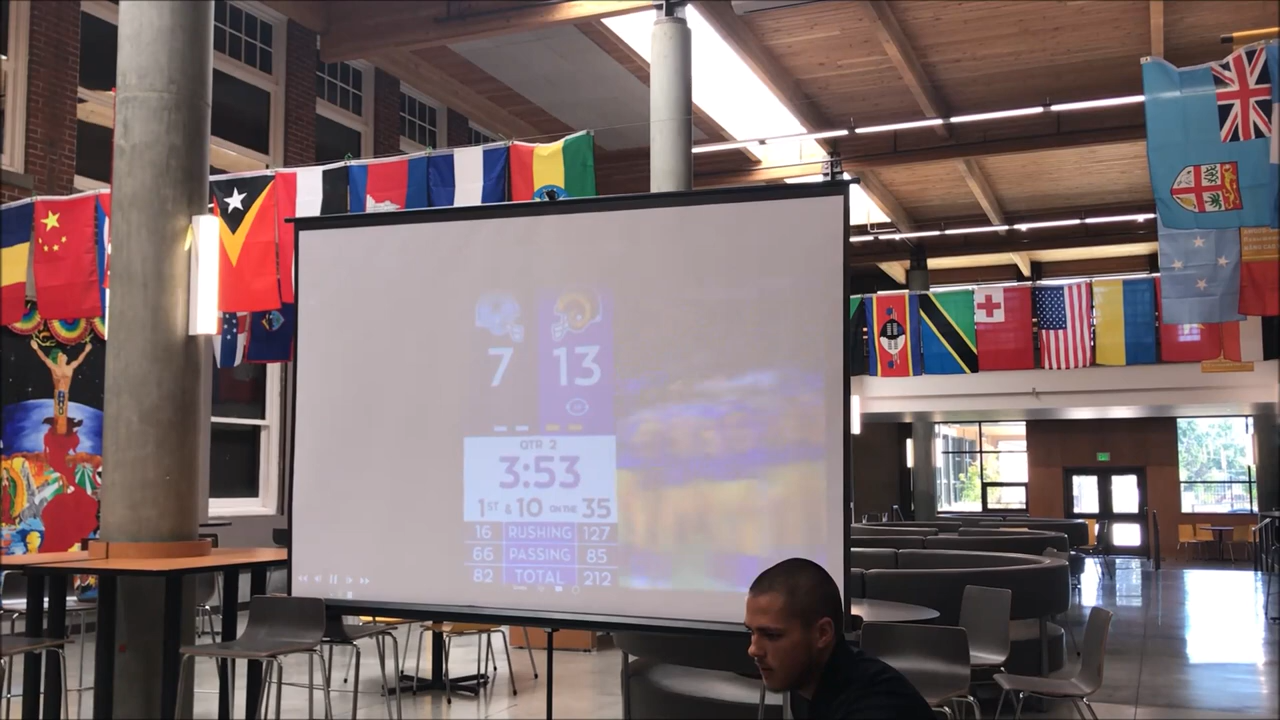 7 13
QTR 2
3:53
1ST & 10 ON THE 35
16 RUSHING 127
66 PASSING 85
82 TOTAL 212